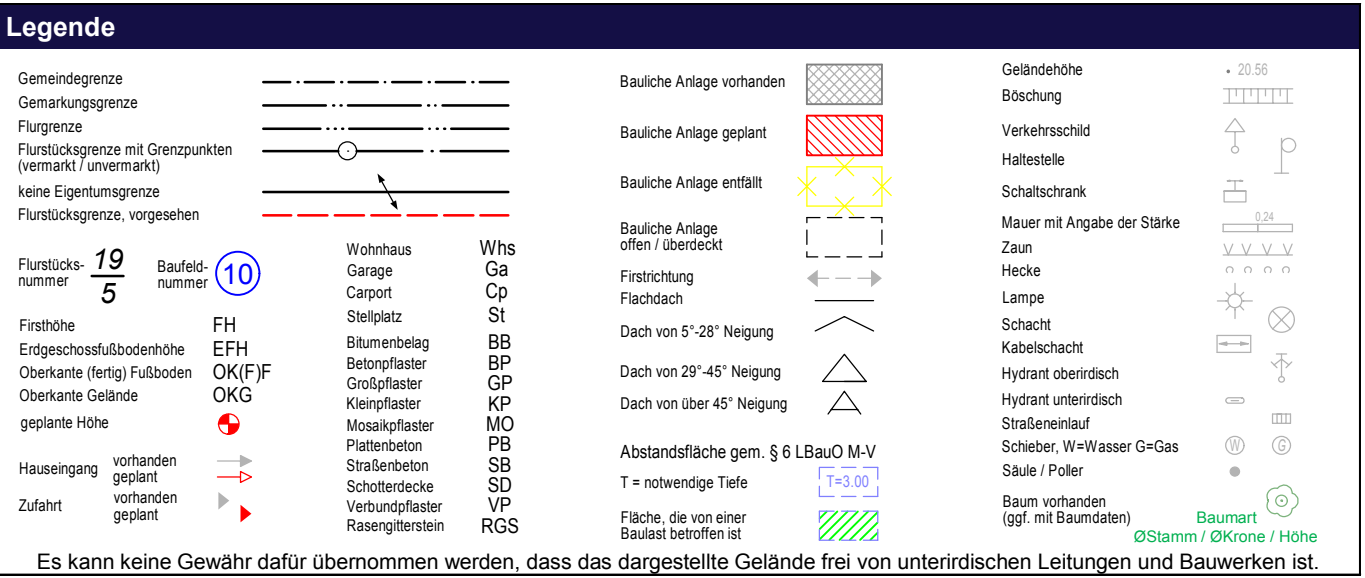 Legende
Gemeindegrenze
Gemarkungsgrenze
Flurgrenze
Flurstücksgrenze mit Grenzpunkten
(vermarkt / unvermarkt)
keine Eigentumsgrenze
Flurstücksgrenze, vorgesehen
Flurstücks-
nummer
19
5
Baufeld-
nummer
10
Firsthöhe FH
Erdgeschossfußbodenhöhe EFH
Oberkante (fertig) Fußboden OK(F)F
Oberkante Gelände OKG
geplante Höhe
Hauseingang
vorhanden
geplant
Zufahrt
vorhanden
geplant
Wohnhaus Whs
Garage Ga
Carport Cp
Stellplatz St
Bitumenbelag BB
Betonpflaster BP
Großpflaster GP
Kleinpflaster KP
Mosaikpflaster MO
Plattenbeton PB
Straßenbeton SB
Schotterdecke SD
Verbundpflaster VP
Rasengitterstein RGS
Bauliche Anlage vorhanden
Bauliche Anlage geplant
Bauliche Anlage entfällt
Bauliche Anlage
offen / überdeckt
Firstrichtung
Flachdach
Dach von 5°-28° Neigung
Dach von 29°-45° Neigung
Dach von über 45° Neigung
Abstandsfläche gem. § 6 LBauO M-V
T = notwendige Tiefe T=3.00
Fläche, die von einer
Baulast betroffen ist
Geländehöhe 20.56
Böschung
Verkehrsschild
Haltestelle
Schaltschrank
Mauer mit Angabe der Stärke 0,24
Zaun
Hecke
Lampe
Schacht
Kabelschacht
Hydrant oberirdisch
Hydrant unterirdisch
Straßeneinlauf
Schieber, W=Wasser G=Gas W G
Säule / Poller
Baum vorhanden
(ggf. mit Baumdaten)
Baumart
ØStamm / ØKrone / Höhe
Es kann keine Gewähr dafür übernommen werden, dass das dargestellte Gelände frei von unterirdischen Leitungen und Bauwerken ist.